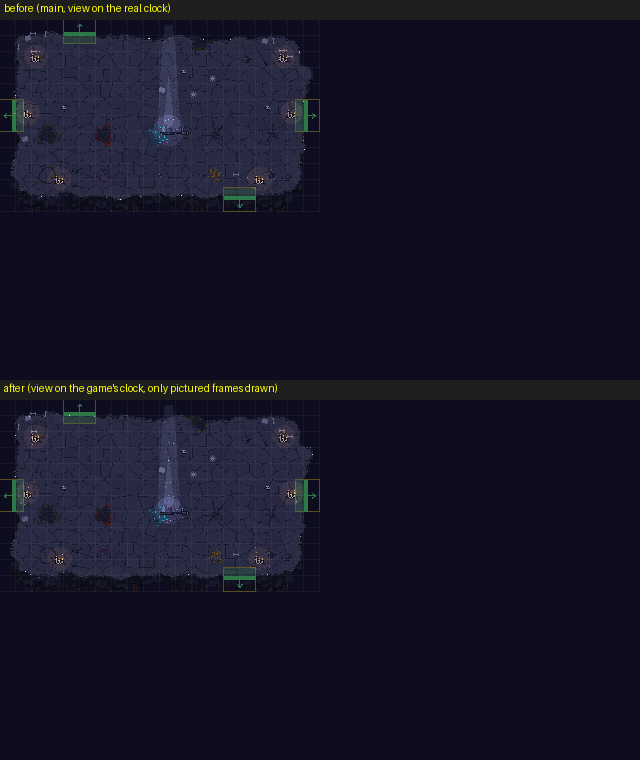 before (main, view on the real clock)
after (view on the game's clock, only pictured frames drawn)